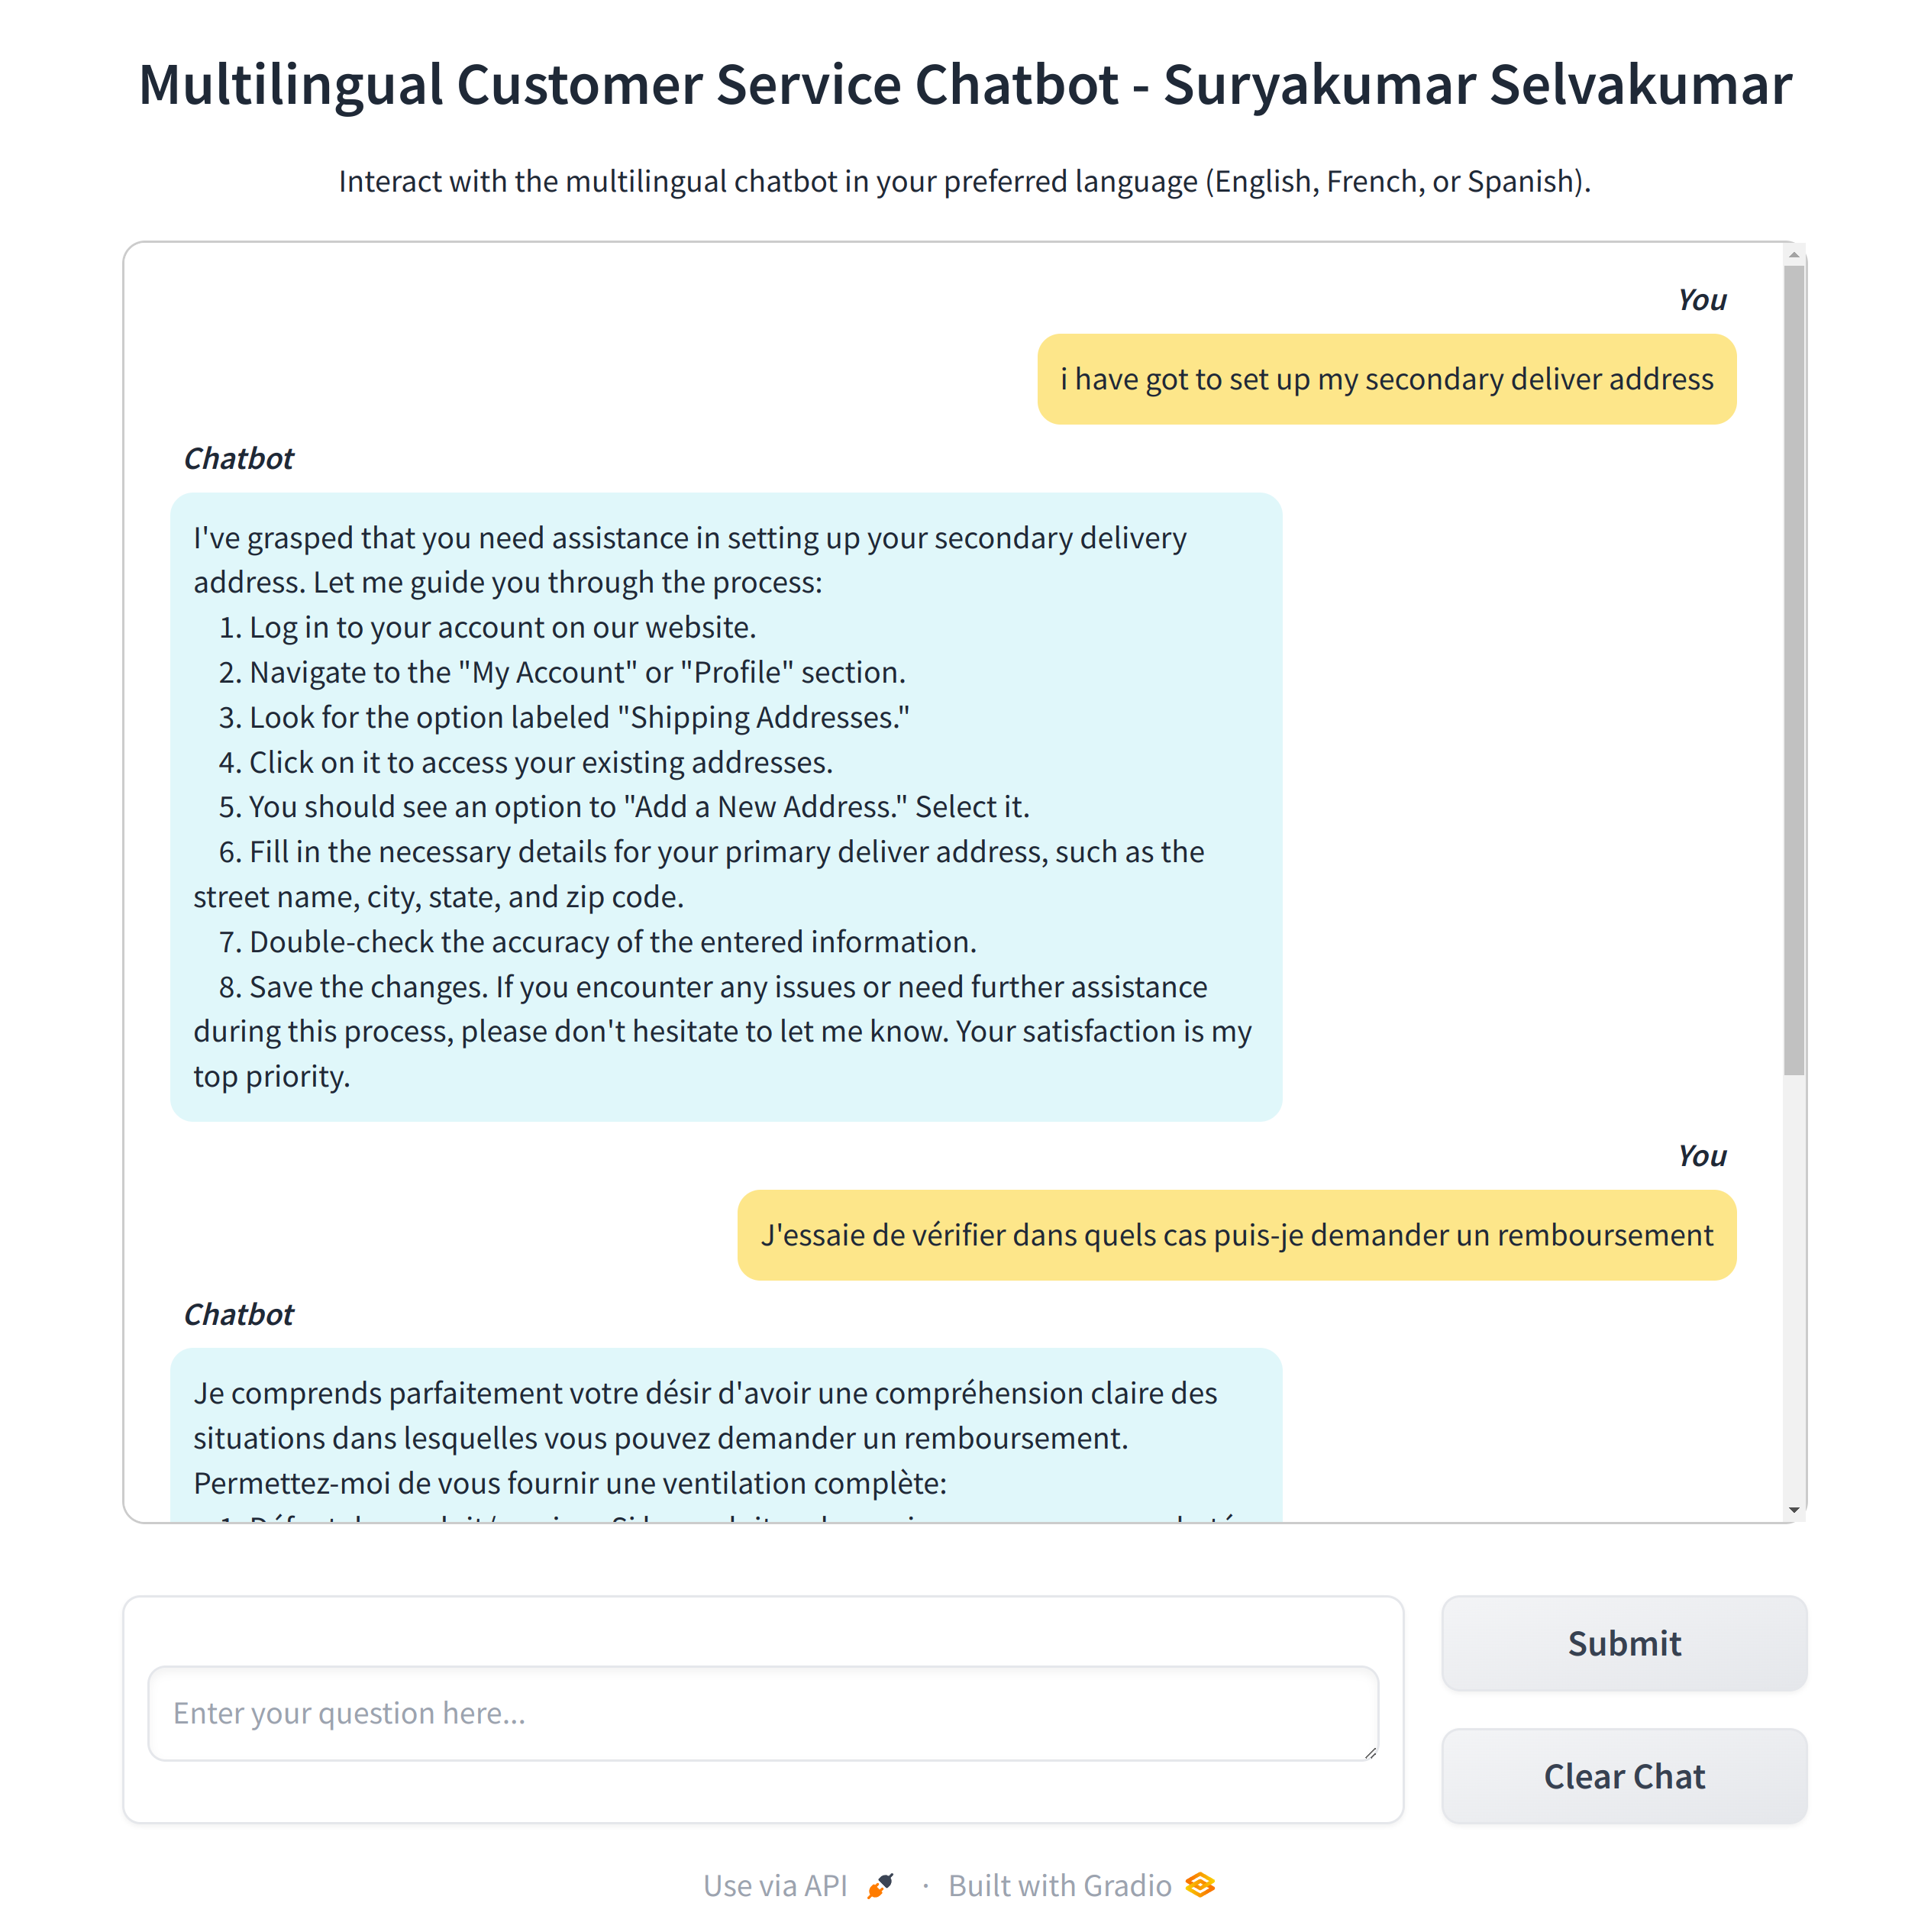 Multilingual Customer Service Chatbot - Suryakumar Selvakumar
Interact with the multilingual chatbot in your preferred language (English, French, or Spanish).
You
i have got to set up my secondary deliver address
Chatbot
I've grasped that you need assistance in setting up your secondary delivery
address. Let me guide you through the process:
1. Log in to your account on our website.
2. Navigate to the "My Account" or "Profile" section.
3. Look for the option labeled "Shipping Addresses."
4. Click on it to access your existing addresses.
5. You should see an option to "Add a New Address." Select it.
6. Fill in the necessary details for your primary deliver address, such as the
street name, city, state, and zip code.
7. Double-check the accuracy of the entered information.
8. Save the changes. If you encounter any issues or need further assistance
during this process, please don't hesitate to let me know. Your satisfaction is my
top priority.
You
J'essaie de vérifier dans quels cas puis-je demander un remboursement
Chatbot
Je comprends parfaitement votre désir d'avoir une compréhension claire des
situations dans lesquelles vous pouvez demander un remboursement.
Permettez-moi de vous fournir une ventilation complète:
Enter your question here...
Submit
Clear Chat
Use via API · Built with Gradio